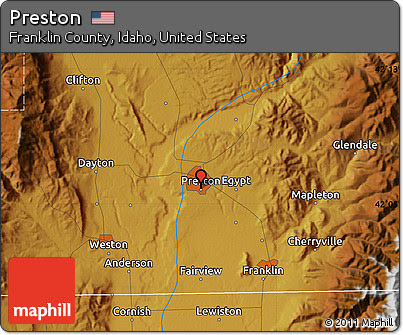 Preston
Franklin County, Idaho, United States
Clifton
Glendale
Dayton
Preston
Egypt
Mapleton
Weston
Cherryville
Anderson
Fairview
Franklin
maphill
Cornish
Lewiston
© 2011 Maphill